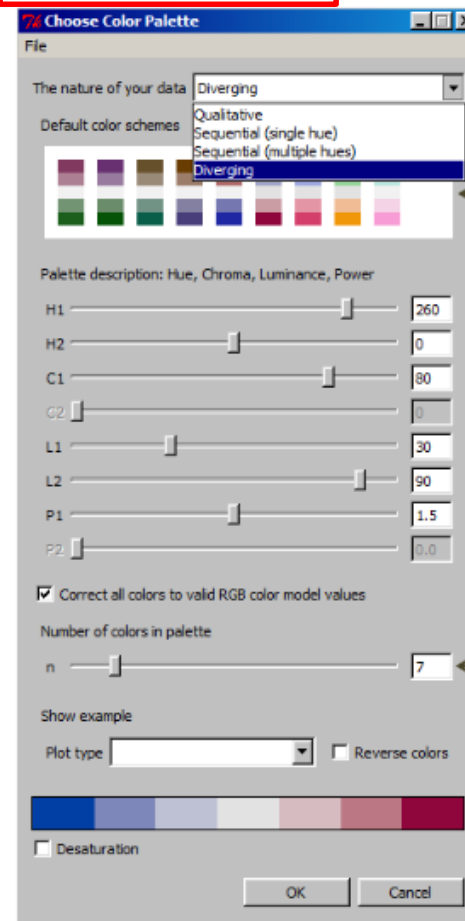 Choose Color Palette
File
The nature of your data Diverging
Qualitative
Default color schemes
Sequential (single hue)
Sequential (multiple hues)
Diverging
Palette description: Hue, Chroma, Luminance, Power
H1 260
H2 0
C1 80
C2 0
L1 30
L2 90
P1 1.5
P2 0.0
Correct all colors to valid RGB color model values
Number of colors in palette
n 7
Show example
Plot type Reverse colors
Desaturation
OK Cancel